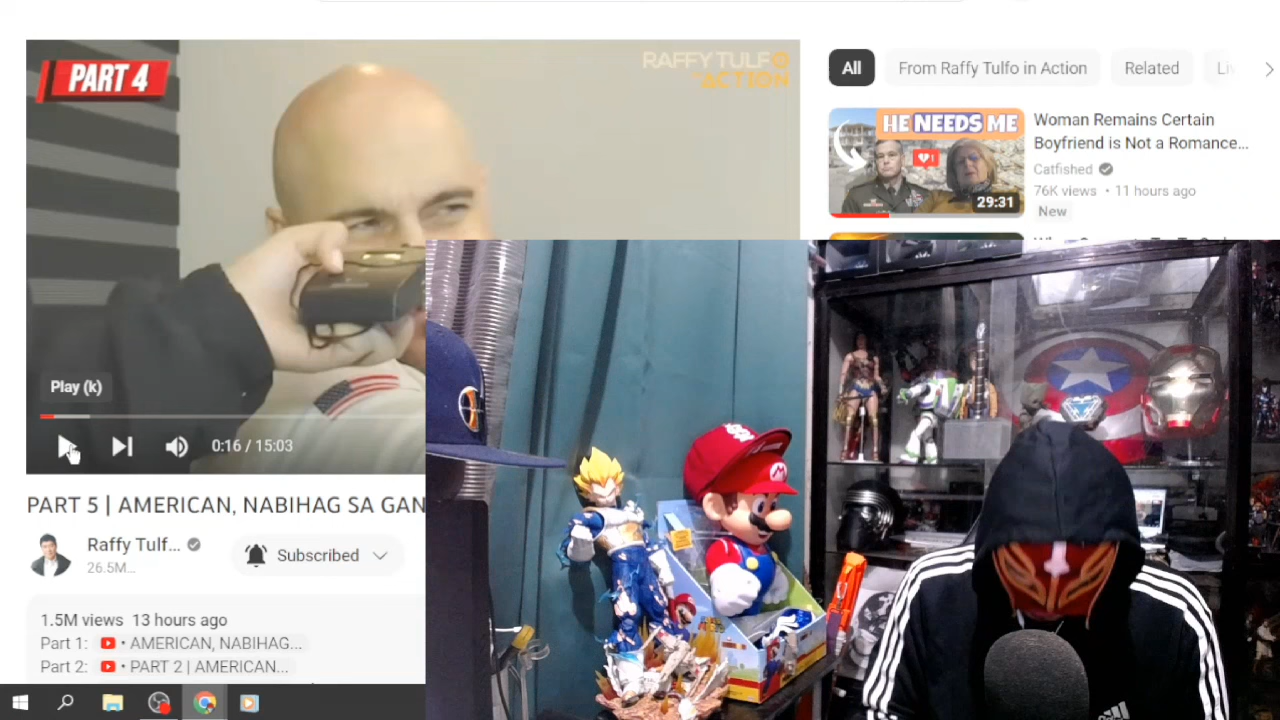 PART 4
RAFFY TULFO
IN ACTION
Play (k)
0:16 / 15:03
PART 5 | AMERICAN, NABIHAG SA GAN
Raffy Tulf...
26.5M...
Subscribed
1.5M views 13 hours ago
Part 1: • AMERICAN, NABIHAG...
Part 2: • PART 2 | AMERICAN...
All
From Raffy Tulfo in Action
Related
HE NEEDS ME
29:31
Woman Remains Certain
Boyfriend is Not a Romance...
Catfished
76K views • 11 hours ago
New
M